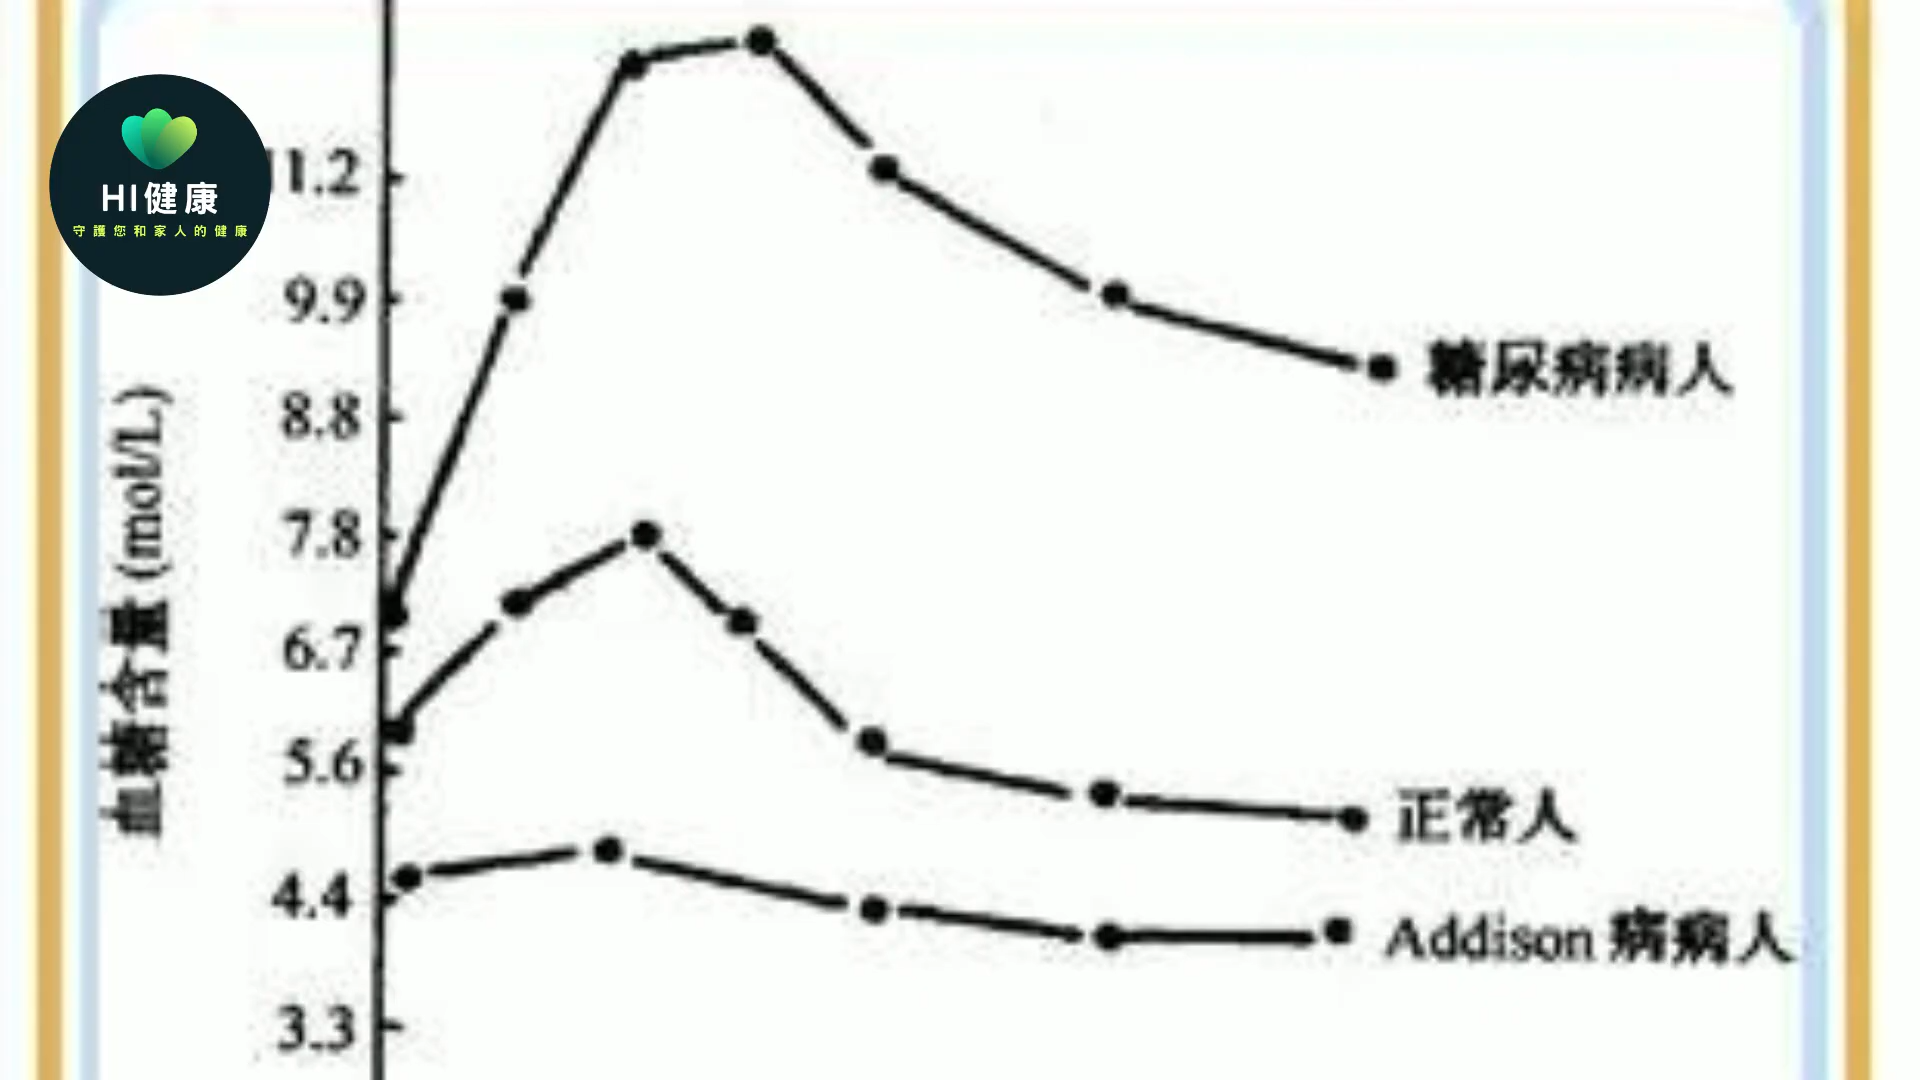 HI健康
守護您和家人的健康
11.2
9.9
8.8
7.8
6.7
5.6
4.4
3.3
血糖含量 (mol/L)
糖尿病病人
正常人
Addison 病病人